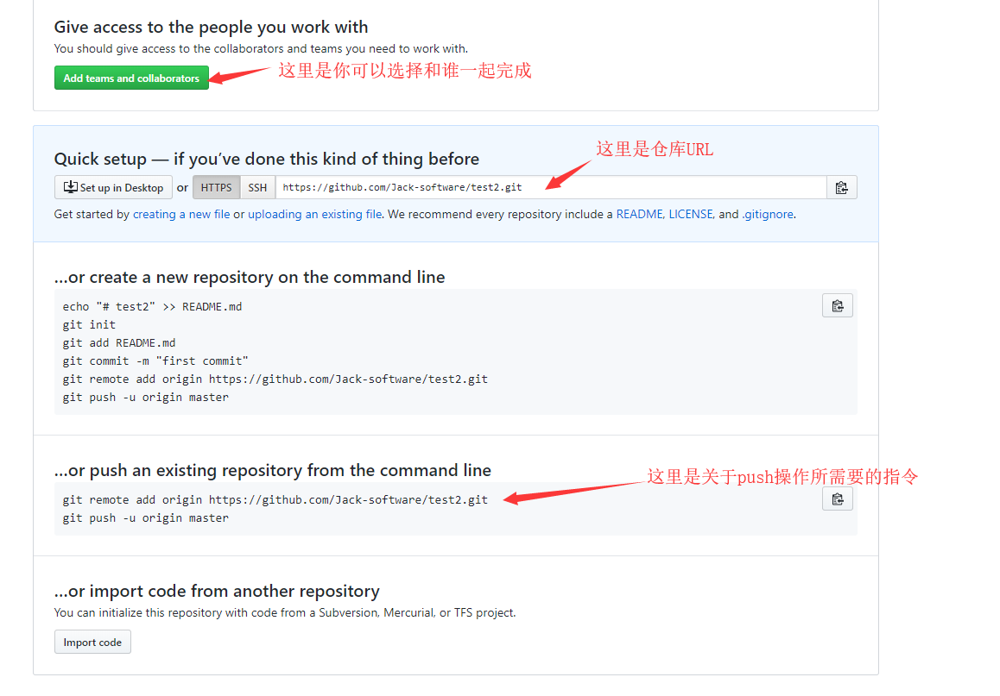 Give access to the people you work with
You should give access to the collaborators and teams you need to work with.
Add teams and collaborators
这里是你可以选择和谁一起完成
这里是仓库URL
Quick setup — if you’ve done this kind of thing before
Set up in Desktop or HTTPS SSH https://github.com/Jack-software/test2.git
Get started by creating a new file or uploading an existing file. We recommend every repository include a README, LICENSE, and .gitignore.
…or create a new repository on the command line
echo "# test2" >> README.md
git init
git add README.md
git commit -m "first commit"
git remote add origin https://github.com/Jack-software/test2.git
git push -u origin master
…or push an existing repository from the command line
这里是关于push操作所需要的指令
git remote add origin https://github.com/Jack-software/test2.git
git push -u origin master
…or import code from another repository
You can initialize this repository with code from a Subversion, Mercurial, or TFS project.
Import code